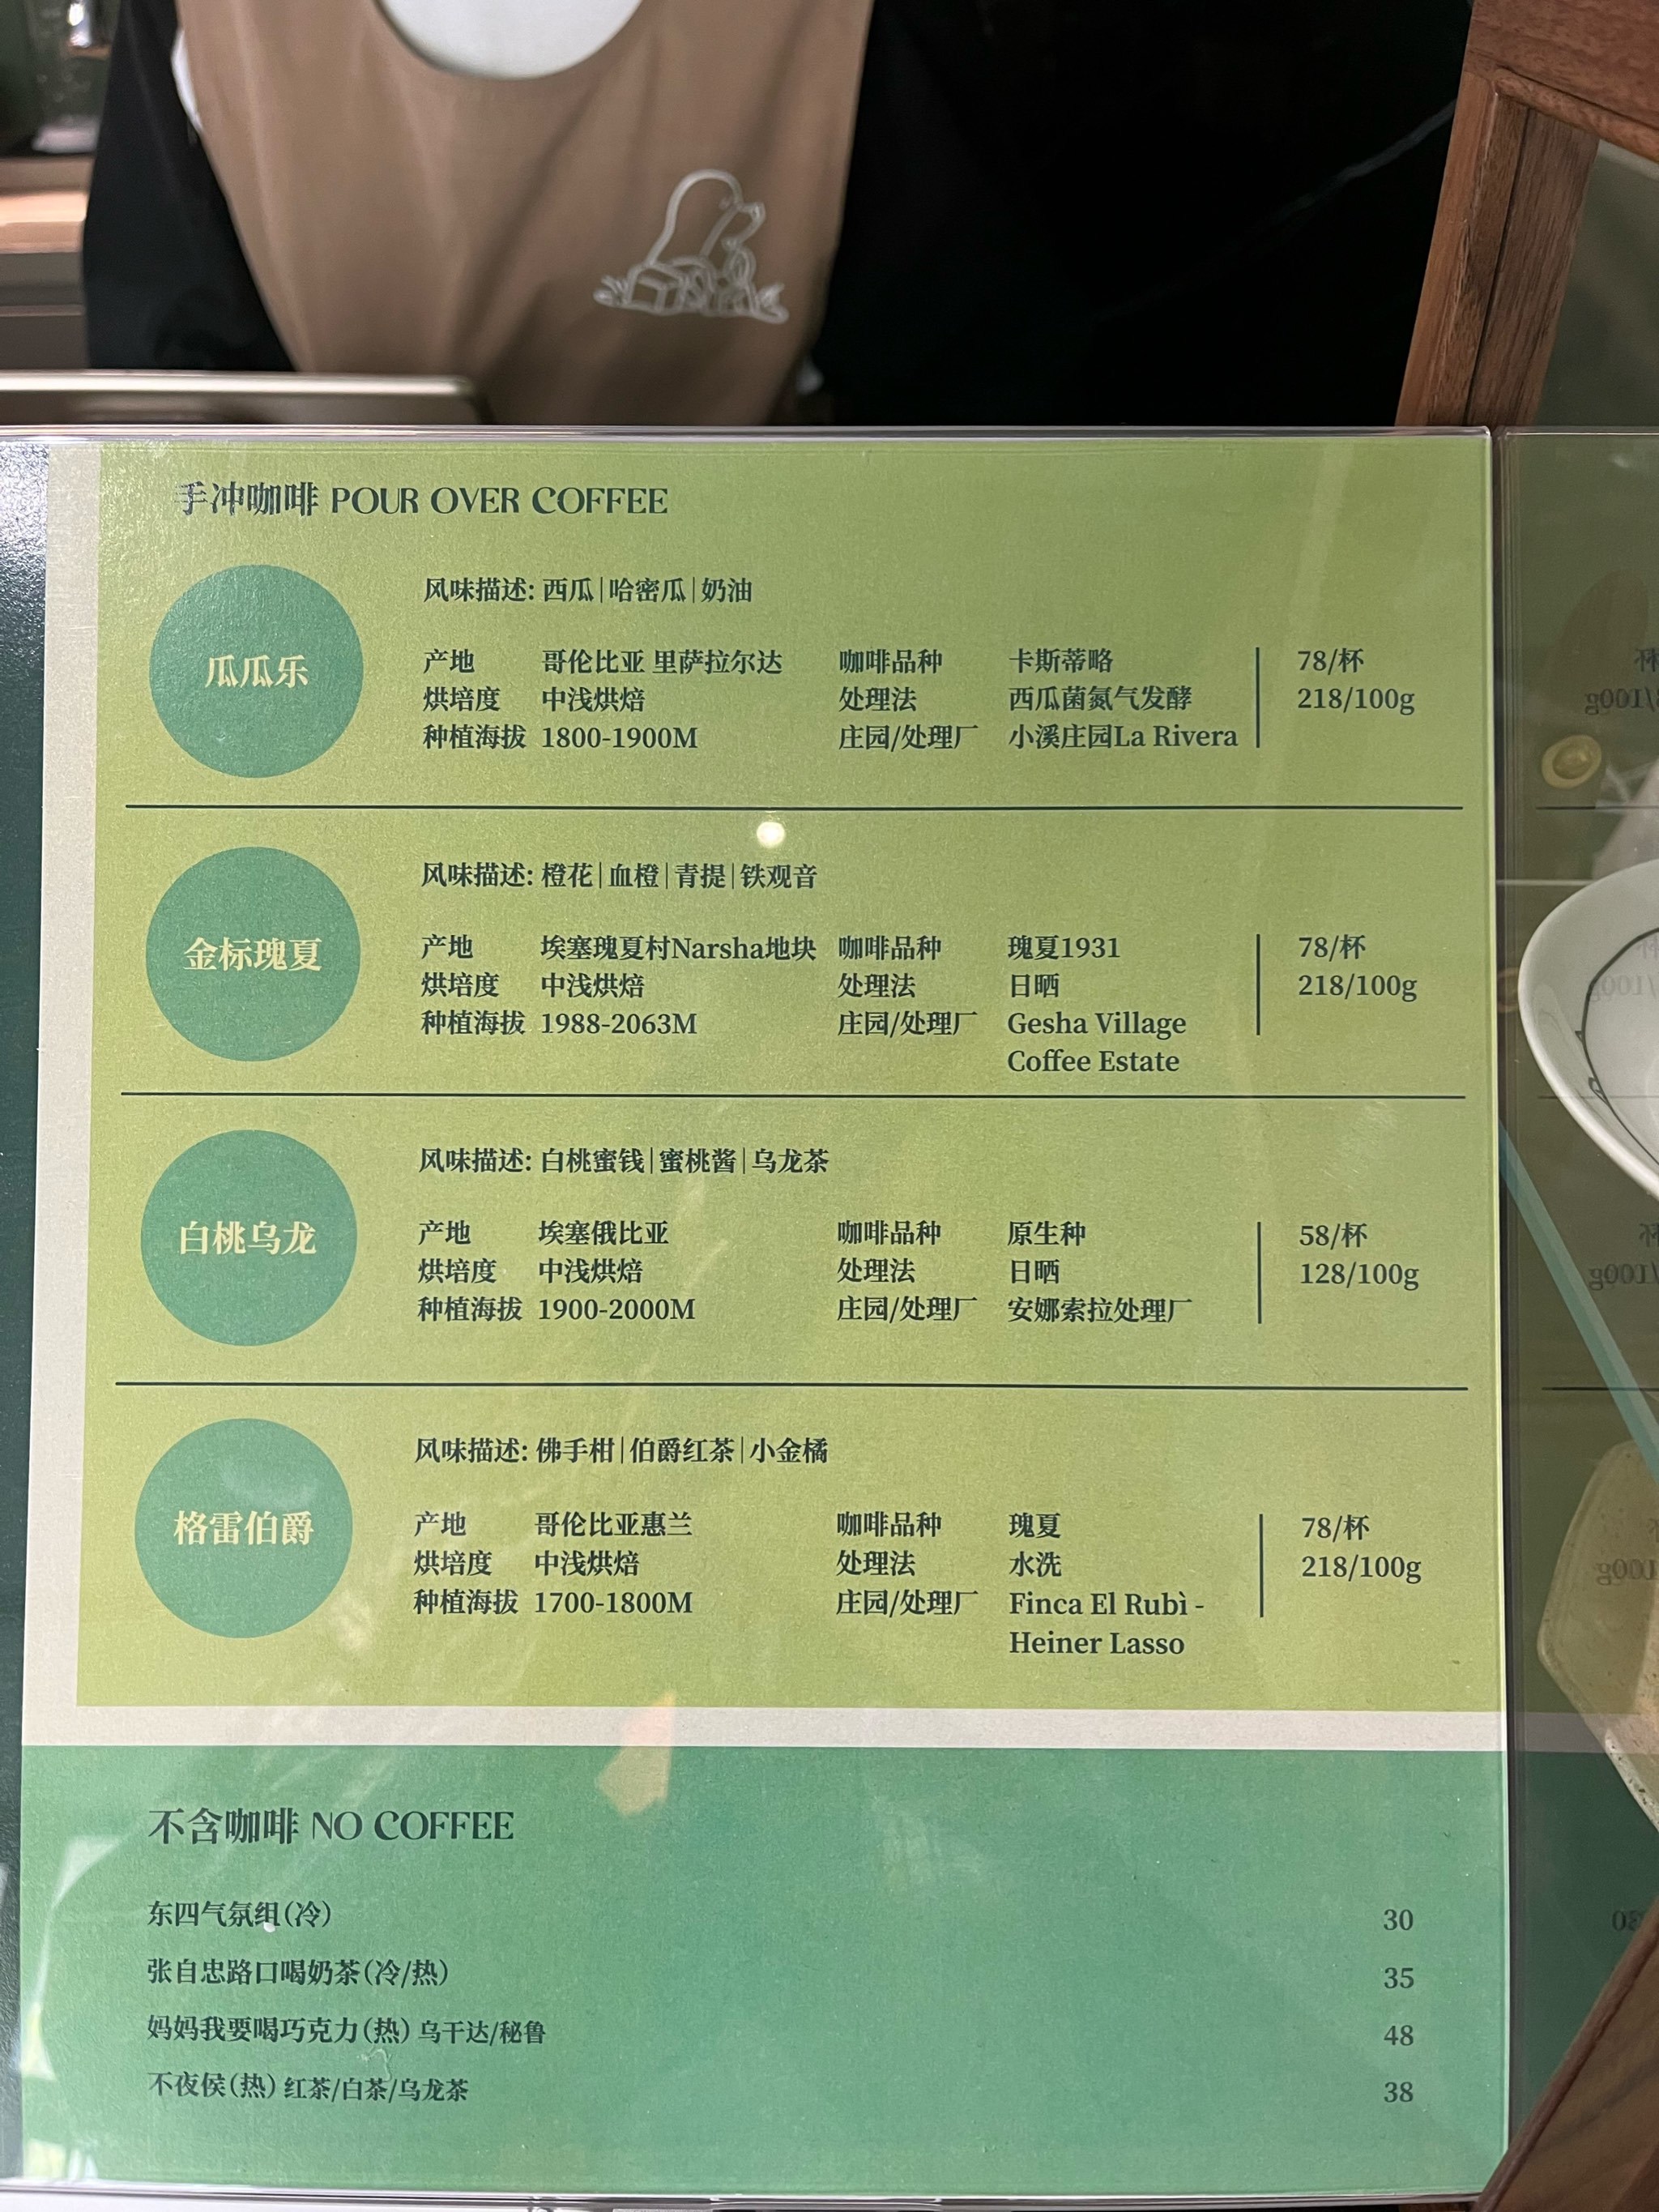 手冲咖啡 POUR OVER COFFEE
瓜瓜乐
风味描述: 西瓜|哈密瓜|奶油
产地 哥伦比亚 里萨拉尔达 咖啡品种 卡斯蒂略 78/杯
烘培度 中浅烘焙 处理法 西瓜菌氮气发酵 218/100g
种植海拔 1800-1900M 庄园/处理厂 小溪庄园La Rivera
金标瑰夏
风味描述: 橙花|血橙|青提|铁观音
产地 埃塞瑰夏村Narsha地块 咖啡品种 瑰夏1931 78/杯
烘培度 中浅烘焙 处理法 日晒 218/100g
种植海拔 1988-2063M 庄园/处理厂 Gesha Village
Coffee Estate
白桃乌龙
风味描述: 白桃蜜钱|蜜桃酱|乌龙茶
产地 埃塞俄比亚 咖啡品种 原生种 58/杯
烘培度 中浅烘焙 处理法 日晒 128/100g
种植海拔 1900-2000M 庄园/处理厂 安娜索拉处理厂
格雷伯爵
风味描述: 佛手柑|伯爵红茶|小金橘
产地 哥伦比亚惠兰 咖啡品种 瑰夏 78/杯
烘培度 中浅烘焙 处理法 水洗 218/100g
种植海拔 1700-1800M 庄园/处理厂 Finca El Rubì -
Heiner Lasso
不含咖啡 NO COFFEE
东四气氛组(冷) 30
张自忠路口喝奶茶(冷/热) 35
妈妈我要喝巧克力(热) 乌干达/秘鲁 48
不夜侯(热) 红茶/白茶/乌龙茶 38